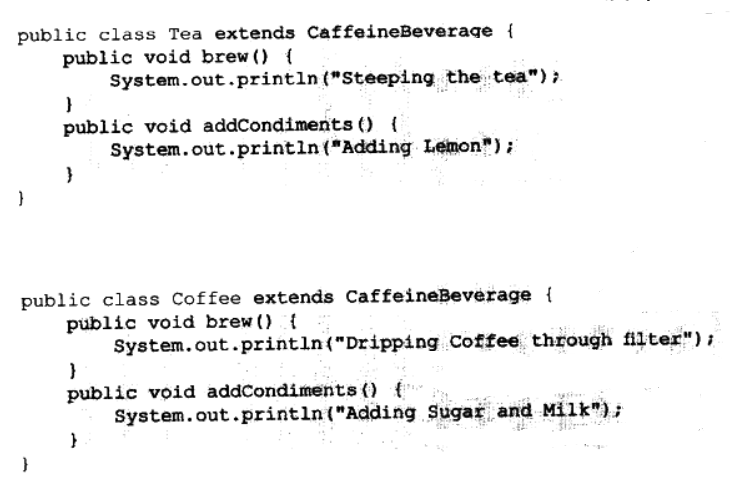 public class Tea extends CaffeineBeverage {
    public void brew() {
        System.out.println("Steeping the tea");
    }
    public void addCondiments() {
        System.out.println("Adding Lemon");
    }
}
public class Coffee extends CaffeineBeverage {
    public void brew() {
        System.out.println("Dripping Coffee through filter");
    }
    public void addCondiments() {
        System.out.println("Adding Sugar and Milk");
    }
}